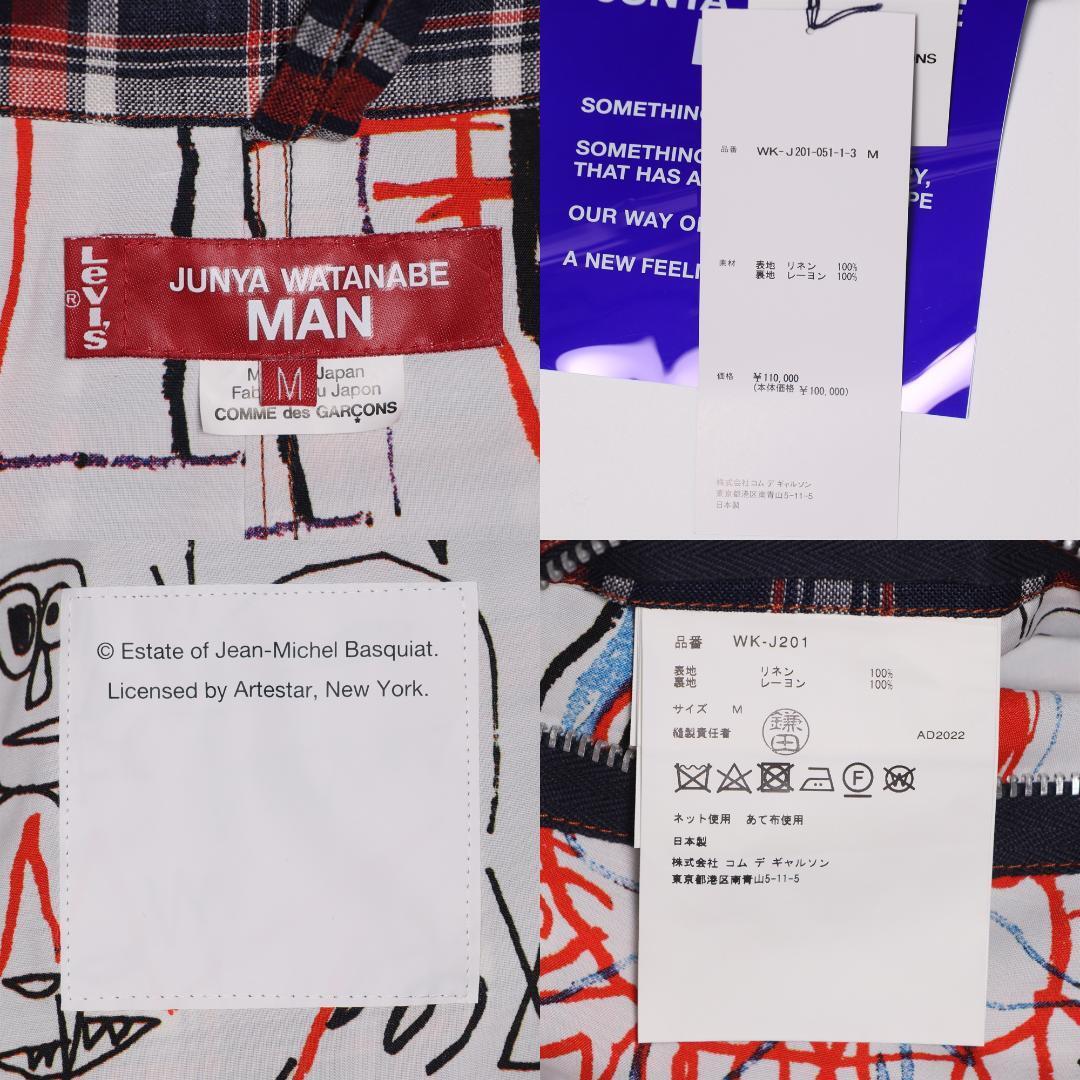 Levi's
®
JUNYA WATANABE
MAN
M
Japan
Japon
COMME des GARÇONS
JUNYA
NS
SOMETHING
SOMETHING
THAT HAS A
RY,
PE
OUR WAY O
A NEW FEELI
品番 WK-J201-051-1-3 M
素材 表地 リネン 100%
裏地 レーヨン 100%
価格 ¥110,000
(本体価格 ¥100,000)
株式会社コム デ ギャルソン
東京都港区南青山5-11-5
日本製
© Estate of Jean-Michel Basquiat.
Licensed by Artestar, New York.
品番 WK-J201
表地 リネン 100%
裏地 レーヨン 100%
サイズ M
縫製責任者 鎌田 AD2022
F
W
ネット使用 あて布使用
日本製
株式会社 コム デ ギャルソン
東京都港区南青山5-11-5